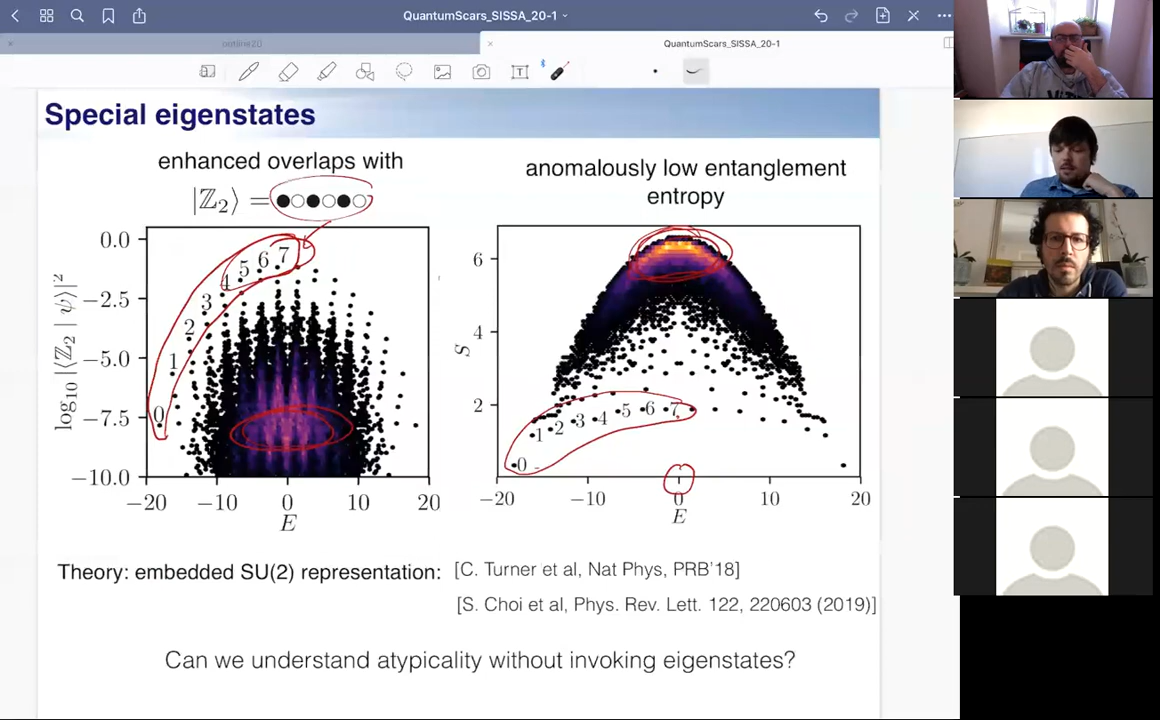 QuantumScars_SISSA_20-1
outline20
QuantumScars_SISSA_20-1
Special eigenstates
enhanced overlaps with
|ℤ₂⟩ = ●○●○●○
anomalously low entanglement
entropy
log₁₀ |⟨ℤ₂ | ψ⟩|²
0.0
−2.5
−5.0
−7.5
−10.0
0
1
2
3
4
5
6
7
−20
−10
0
10
20
E
S
6
4
2
0
1
2
3
4
5
6
7
−20
−10
0
10
20
E
Theory: embedded SU(2) representation: [C. Turner et al, Nat Phys, PRB'18]
[S. Choi et al, Phys. Rev. Lett. 122, 220603 (2019)]
Can we understand atypicality without invoking eigenstates?